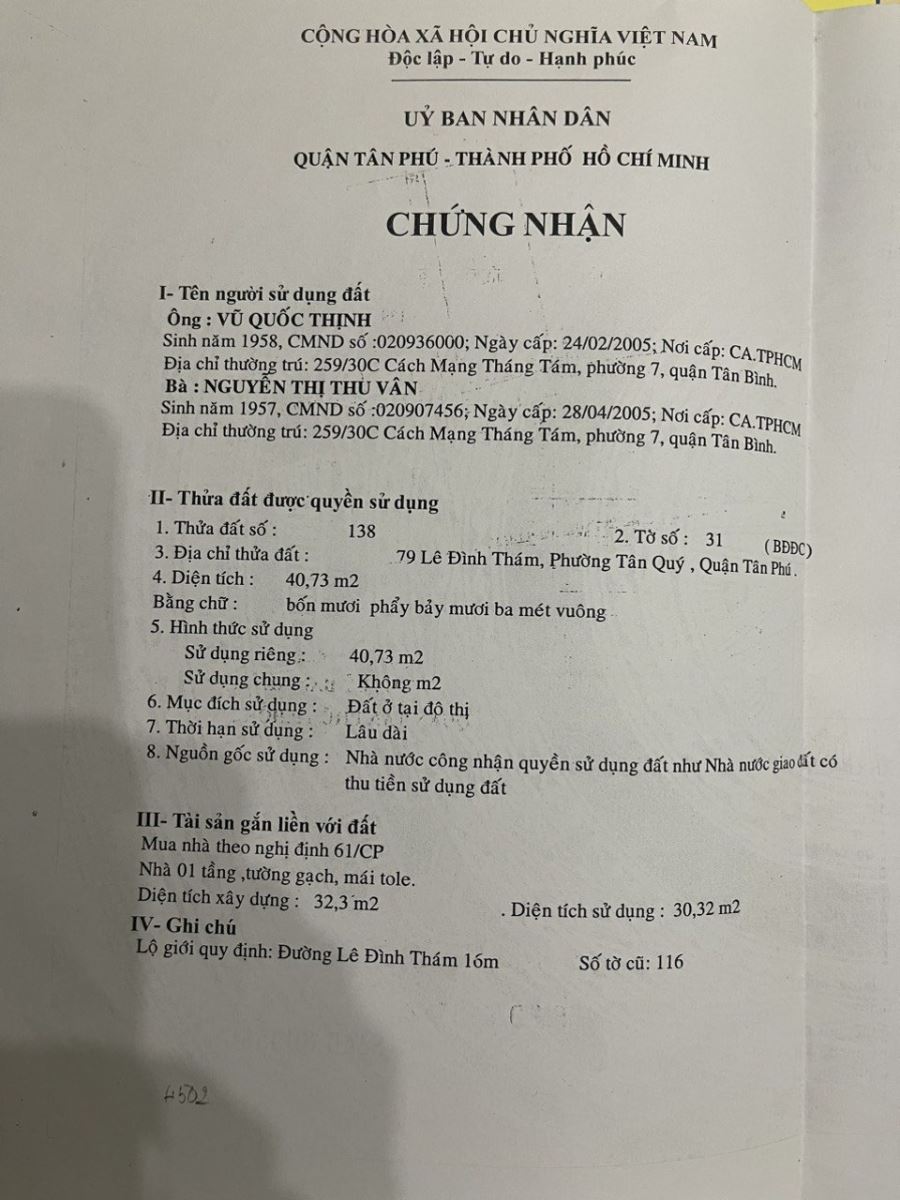 CỘNG HÒA XÃ HỘI CHỦ NGHĨA VIỆT NAM
Độc lập - Tự do - Hạnh phúc
UỶ BAN NHÂN DÂN
QUẬN TÂN PHÚ - THÀNH PHỐ HỒ CHÍ MINH
CHỨNG NHẬN
I- Tên người sử dụng đất
Ông : VŨ QUỐC THỊNH
Sinh năm 1958, CMND số :020936000; Ngày cấp: 24/02/2005; Nơi cấp: CA.TPHCM
Địa chỉ thường trú: 259/30C Cách Mạng Tháng Tám, phường 7, quận Tân Bình.
Bà : NGUYỄN THỊ THU VÂN
Sinh năm 1957, CMND số :020907456; Ngày cấp: 28/04/2005; Nơi cấp: CA.TPHCM
Địa chỉ thường trú: 259/30C Cách Mạng Tháng Tám, phường 7, quận Tân Bình.
II- Thửa đất được quyền sử dụng
1. Thửa đất số : 138 2. Tờ số : 31 (BĐĐC)
3. Địa chỉ thửa đất : 79 Lê Đình Thám, Phường Tân Quý , Quận Tân Phú .
4. Diện tích : 40,73 m2
Bằng chữ : bốn mươi phẩy bảy mươi ba mét vuông
5. Hình thức sử dụng
Sử dụng riêng : 40,73 m2
Sử dụng chung : Không m2
6. Mục đích sử dụng : Đất ở tại đô thị
7. Thời hạn sử dụng : Lâu dài
8. Nguồn gốc sử dụng : Nhà nước công nhận quyền sử dụng đất như Nhà nước giao đất có
thu tiền sử dụng đất
III- Tài sản gắn liền với đất
Mua nhà theo nghị định 61/CP
Nhà 01 tầng ,tường gạch, mái tole.
Diện tích xây dựng : 32,3 m2 . Diện tích sử dụng : 30,32 m2
IV- Ghi chú
Lộ giới quy định: Đường Lê Đình Thám 16m Số tờ cũ: 116
4502